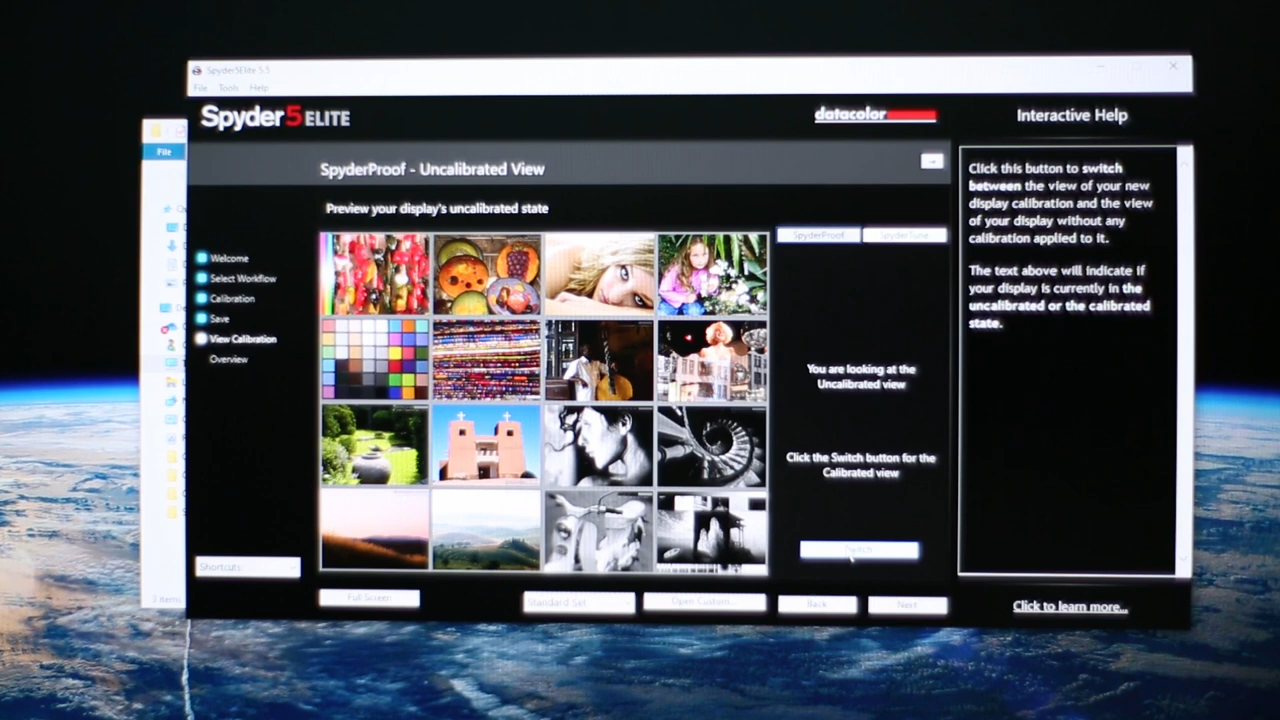 Spyder5Elite 5.5
File Tools Help
Spyder5ELITE
datacolor
Interactive Help
File
SpyderProof - Uncalibrated View
Preview your display's uncalibrated state
SpyderProof
SpyderTune
Welcome
Select Workflow
Calibration
Save
View Calibration
Overview
You are looking at the
Uncalibrated view
Click the Switch button for the
Calibrated view
Switch
Click this button to switch
between the view of your new
display calibration and the view
of your display without any
calibration applied to it.
The text above will indicate if
your display is currently in the
uncalibrated or the calibrated
state.
Shortcuts:
Full Screen
Standard Set
Open Custom...
Back
Next
Click to learn more...
3 items